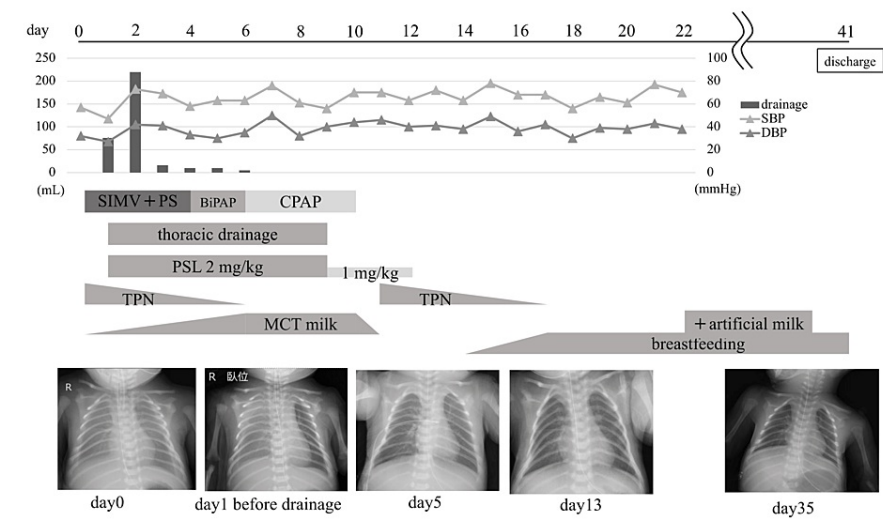 day 0 2 4 6 8 10 12 14 16 18 20 22 41
250 100 discharge
200 80
150 60 drainage
100 40 SBP
50 20 DBP
0 0
(mL) (mmHg)
SIMV+PS BiPAP CPAP
thoracic drainage
PSL 2 mg/kg 1 mg/kg
TPN TPN
MCT milk + artificial milk
breastfeeding
R R 臥位
day0 day1 before drainage day5 day13 day35